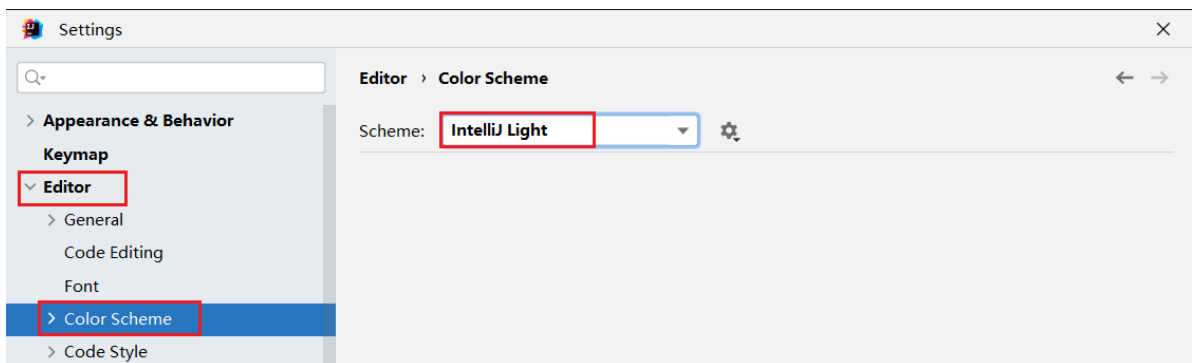 Settings
Editor › Color Scheme
Scheme: IntelliJ Light
Appearance & Behavior
Keymap
Editor
General
Code Editing
Font
Color Scheme
Code Style